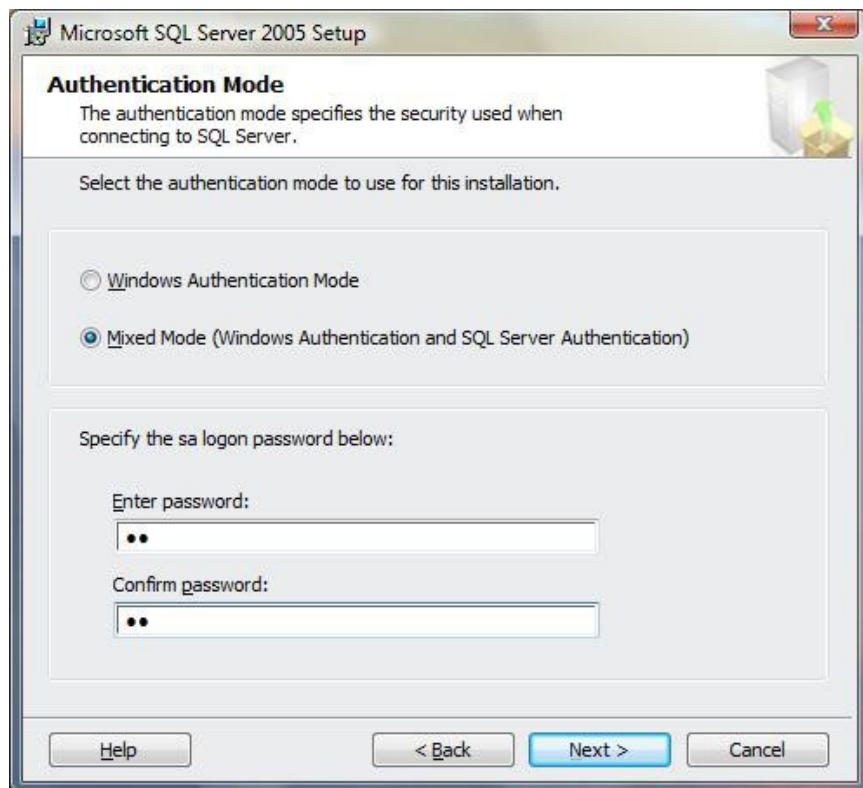 Microsoft SQL Server 2005 Setup
Authentication Mode
The authentication mode specifies the security used when
connecting to SQL Server.
Select the authentication mode to use for this installation.
Windows Authentication Mode
Mixed Mode (Windows Authentication and SQL Server Authentication)
Specify the sa logon password below:
Enter password:
••
Confirm password:
••
Help
< Back
Next >
Cancel